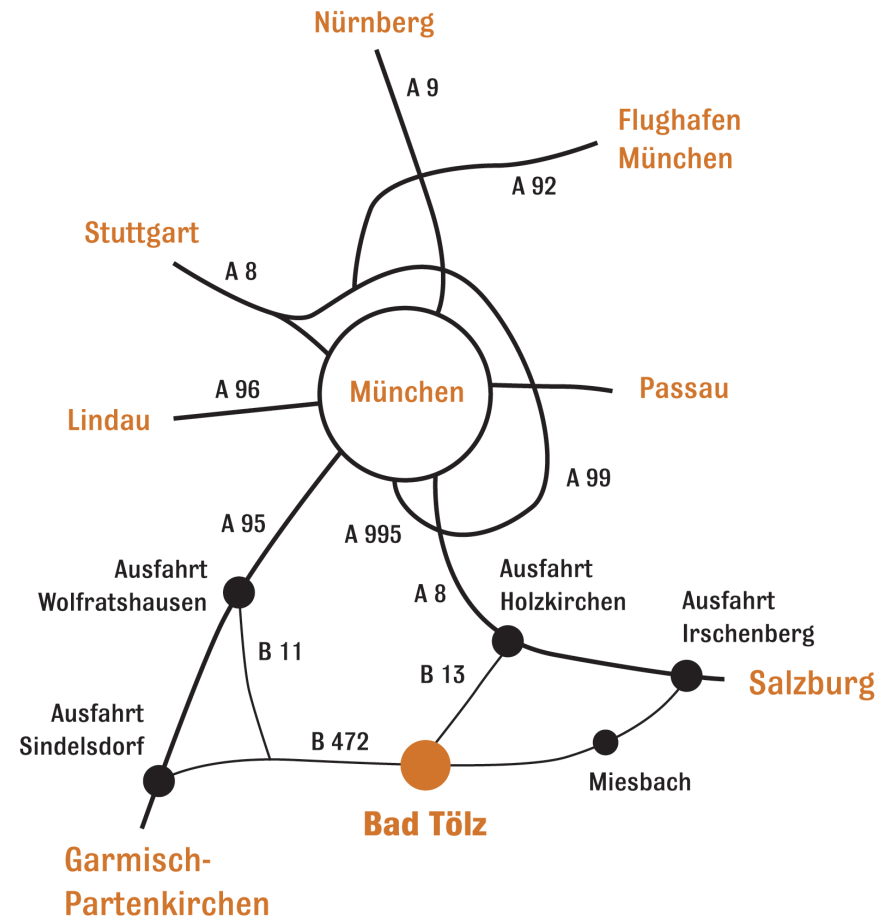 Nürnberg
A 9
Flughafen
München
A 92
Stuttgart
A 8
A 96
München
Passau
Lindau
A 99
A 95
A 995
Ausfahrt
Wolfratshausen
A 8
Ausfahrt
Holzkirchen
Ausfahrt
Irschenberg
B 11
B 13
Salzburg
Ausfahrt
Sindelsdorf
B 472
Miesbach
Bad Tölz
Garmisch-
Partenkirchen